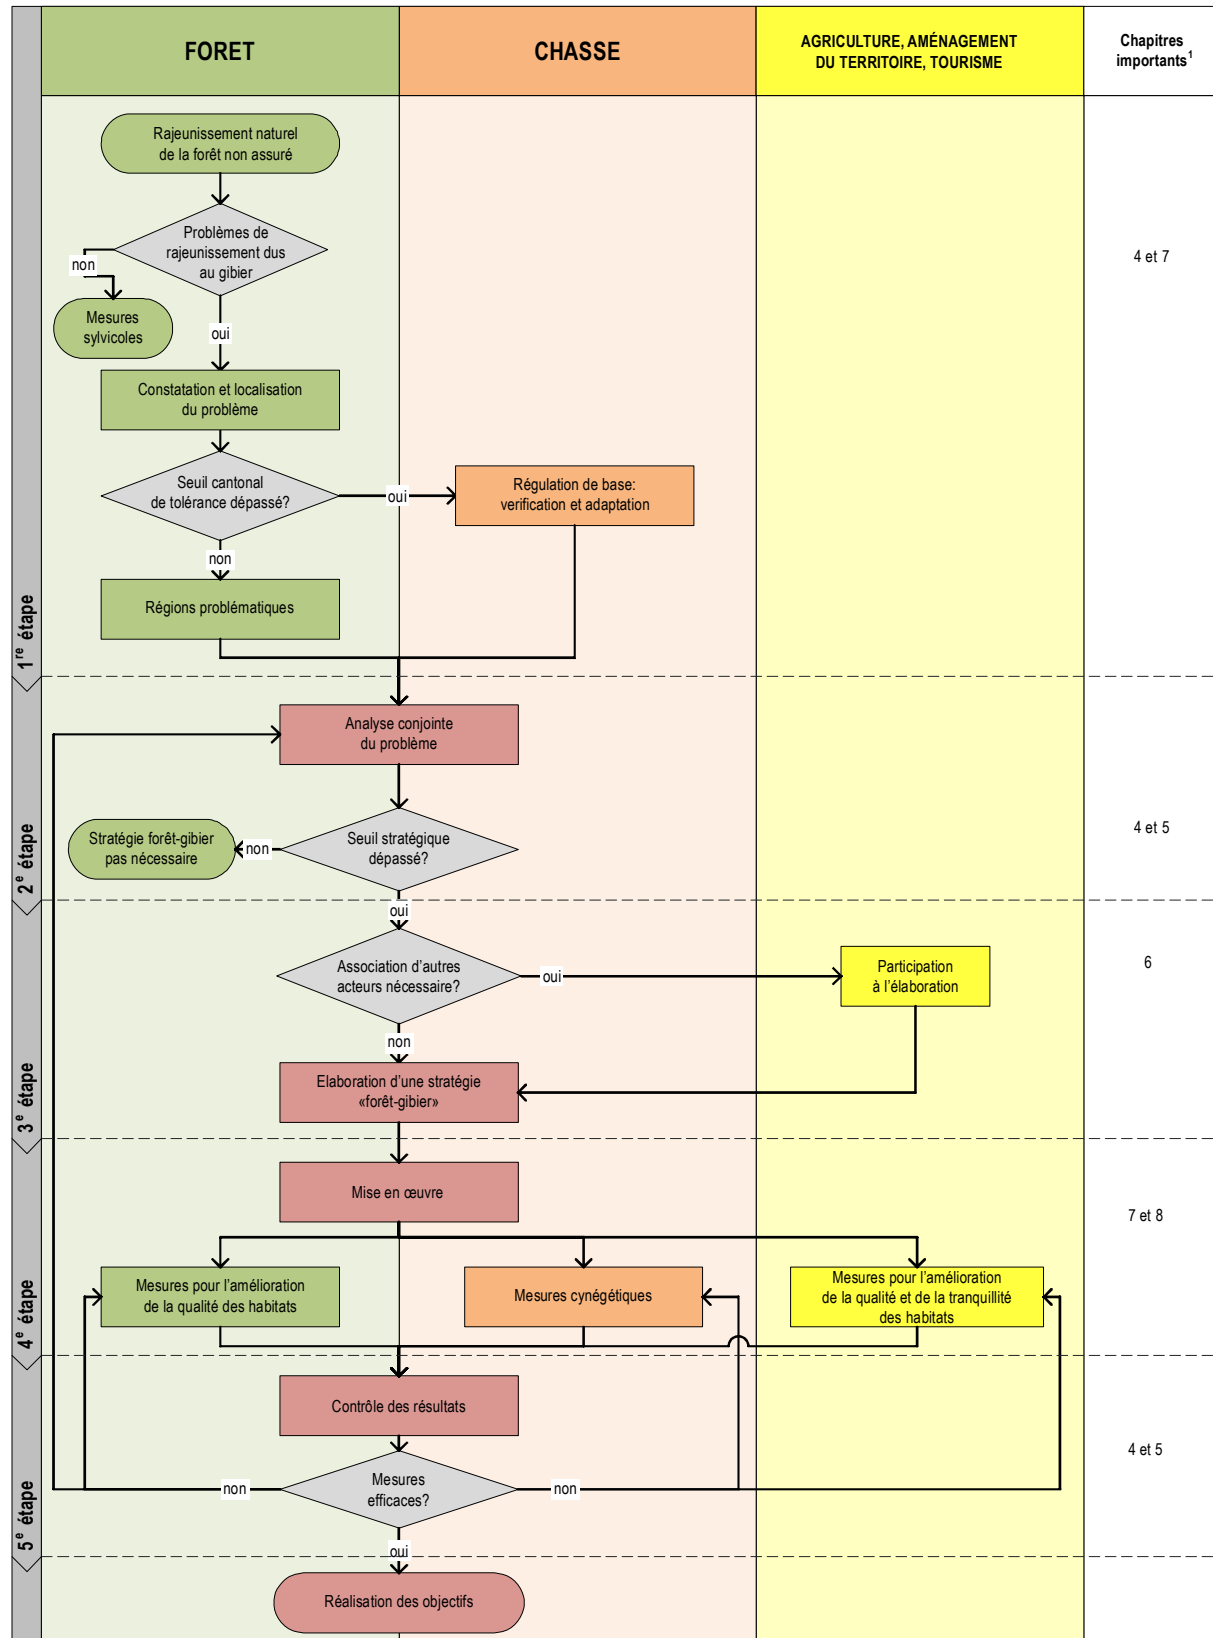 FORET
CHASSE
AGRICULTURE, AMÉNAGEMENT
DU TERRITOIRE, TOURISME
Chapitres
importants¹
Rajeunissement naturel
de la forêt non assuré
Problèmes de
rajeunissement dus
au gibier
4 et 7
non
Mesures
sylvicoles
oui
Constatation et localisation
du problème
Seuil cantonal
de tolérance dépassé?
oui
Régulation de base:
verification et adaptation
non
Régions problématiques
1re étape
Analyse conjointe
du problème
Seuil stratégique
dépassé?
non
Stratégie forêt-gibier
pas nécessaire
4 et 5
2e étape
oui
Association d'autres
acteurs nécessaire?
oui
Participation
à l'élaboration
6
non
Elaboration d'une stratégie
«forêt-gibier»
3e étape
Mise en œuvre
7 et 8
Mesures pour l'amélioration
de la qualité des habitats
Mesures cynégétiques
Mesures pour l'amélioration
de la qualité et de la tranquillité
des habitats
4e étape
Contrôle des résultats
4 et 5
Mesures
efficaces?
non
non
5e étape
oui
Réalisation des objectifs